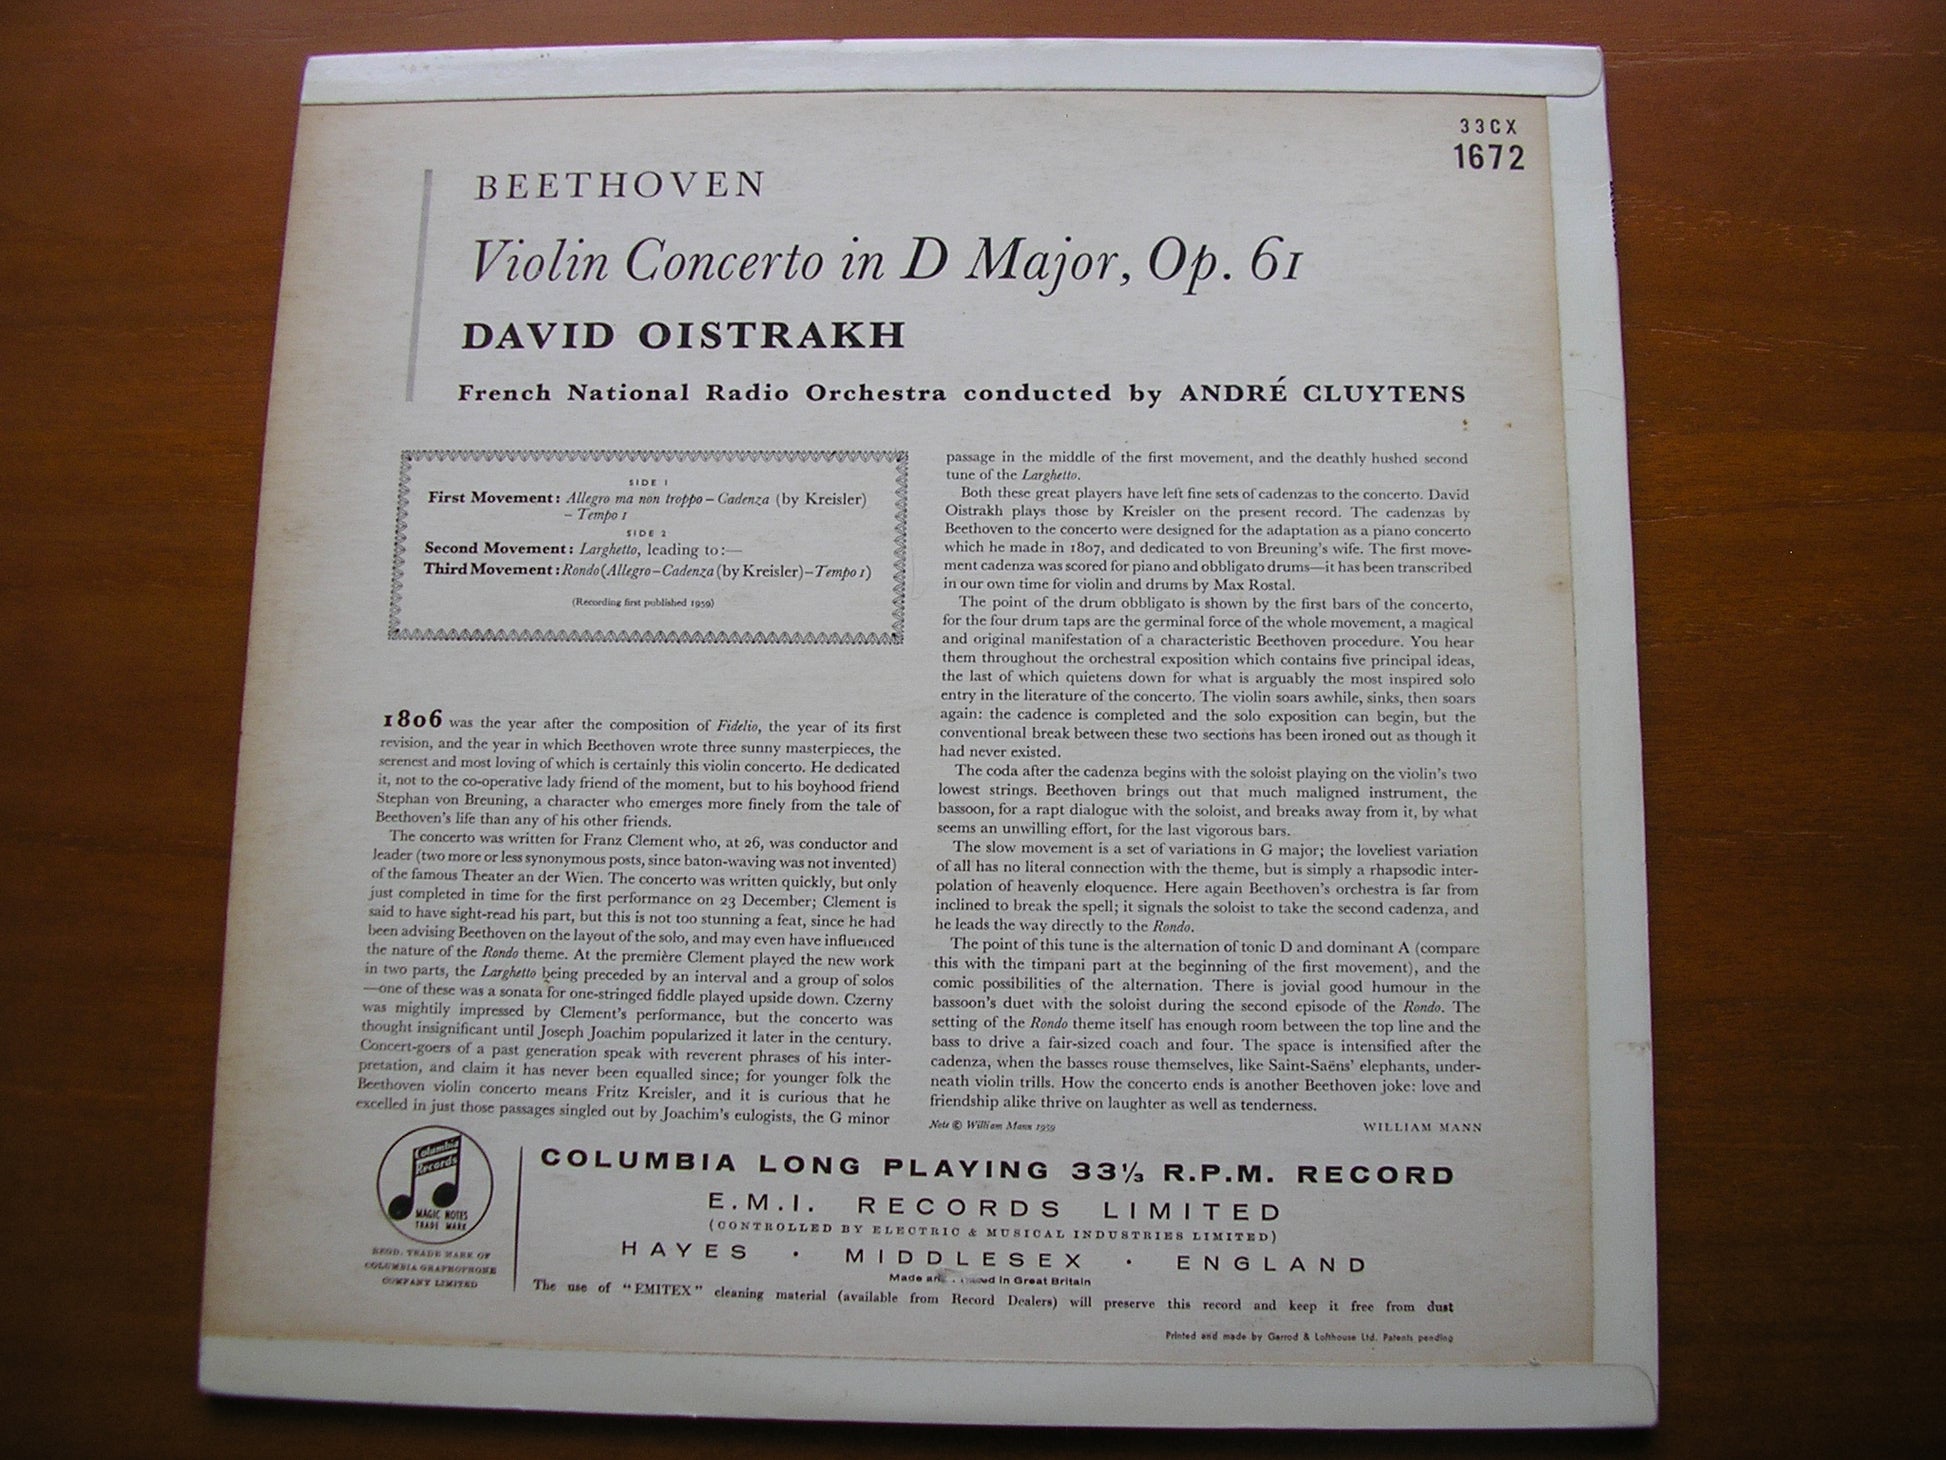 33CX
1672
BEETHOVEN
Violin Concerto in D Major, Op. 61
DAVID OISTRAKH
French National Radio Orchestra conducted by ANDRÉ CLUYTENS
SIDE 1
First Movement: Allegro ma non troppo – Cadenza (by Kreisler)
– Tempo 1
SIDE 2
Second Movement: Larghetto, leading to:—
Third Movement: Rondo (Allegro – Cadenza (by Kreisler) – Tempo 1)
(Recording first published 1959)
1806 was the year after the composition of Fidelio, the year of its first
revision, and the year in which Beethoven wrote three sunny masterpieces, the
serenest and most loving of which is certainly this violin concerto. He dedicated
it, not to the co-operative lady friend of the moment, but to his boyhood friend
Stephan von Breuning, a character who emerges more finely from the tale of
Beethoven's life than any of his other friends.
The concerto was written for Franz Clement who, at 26, was conductor and
leader (two more or less synonymous posts, since baton-waving was not invented)
of the famous Theater an der Wien. The concerto was written quickly, but only
just completed in time for the first performance on 23 December; Clement is
said to have sight-read his part, but this is not too stunning a feat, since he had
been advising Beethoven on the layout of the solo, and may even have influenced
the nature of the Rondo theme. At the première Clement played the new work
in two parts, the Larghetto being preceded by an interval and a group of solos
—one of these was a sonata for one-stringed fiddle played upside down. Czerny
was mightily impressed by Clement's performance, but the concerto was
thought insignificant until Joseph Joachim popularized it later in the century.
Concert-goers of a past generation speak with reverent phrases of his inter-
pretation, and claim it has never been equalled since; for younger folk the
Beethoven violin concerto means Fritz Kreisler, and it is curious that he
excelled in just those passages singled out by Joachim's eulogists, the G minor
passage in the middle of the first movement, and the deathly hushed second
tune of the Larghetto.
Both these great players have left fine sets of cadenzas to the concerto. David
Oistrakh plays those by Kreisler on the present record. The cadenzas by
Beethoven to the concerto were designed for the adaptation as a piano concerto
which he made in 1807, and dedicated to von Breuning's wife. The first move-
ment cadenza was scored for piano and obbligato drums—it has been transcribed
in our own time for violin and drums by Max Rostal.
The point of the drum obbligato is shown by the first bars of the concerto,
for the four drum taps are the germinal force of the whole movement, a magical
and original manifestation of a characteristic Beethoven procedure. You hear
them throughout the orchestral exposition which contains five principal ideas,
the last of which quietens down for what is arguably the most inspired solo
entry in the literature of the concerto. The violin soars awhile, sinks, then soars
again: the cadence is completed and the solo exposition can begin, but the
conventional break between these two sections has been ironed out as though it
had never existed.
The coda after the cadenza begins with the soloist playing on the violin's two
lowest strings. Beethoven brings out that much maligned instrument, the
bassoon, for a rapt dialogue with the soloist, and breaks away from it, by what
seems an unwilling effort, for the last vigorous bars.
The slow movement is a set of variations in G major; the loveliest variation
of all has no literal connection with the theme, but is simply a rhapsodic inter-
polation of heavenly eloquence. Here again Beethoven's orchestra is far from
inclined to break the spell; it signals the soloist to take the second cadenza, and
he leads the way directly to the Rondo.
The point of this tune is the alternation of tonic D and dominant A (compare
this with the timpani part at the beginning of the first movement), and the
comic possibilities of the alternation. There is jovial good humour in the
bassoon's duet with the soloist during the second episode of the Rondo. The
setting of the Rondo theme itself has enough room between the top line and the
bass to drive a fair-sized coach and four. The space is intensified after the
cadenza, when the basses rouse themselves, like Saint-Saëns' elephants, under-
neath violin trills. How the concerto ends is another Beethoven joke: love and
friendship alike thrive on laughter as well as tenderness.
Note © William Mann 1959
WILLIAM MANN
Columbia
Records
MAGIC NOTES
TRADE MARK
REGD. TRADE MARK OF
COLUMBIA GRAPHOPHONE
COMPANY LIMITED
COLUMBIA LONG PLAYING 33⅓ R.P.M. RECORD
E.M.I. RECORDS LIMITED
(CONTROLLED BY ELECTRIC & MUSICAL INDUSTRIES LIMITED)
HAYES · MIDDLESEX · ENGLAND
Made in Great Britain
The use of "EMITEX" cleaning material (available from Record Dealers) will preserve this record and keep it free from dust
Printed and made by Garrod & Lofthouse Ltd. Patents pending